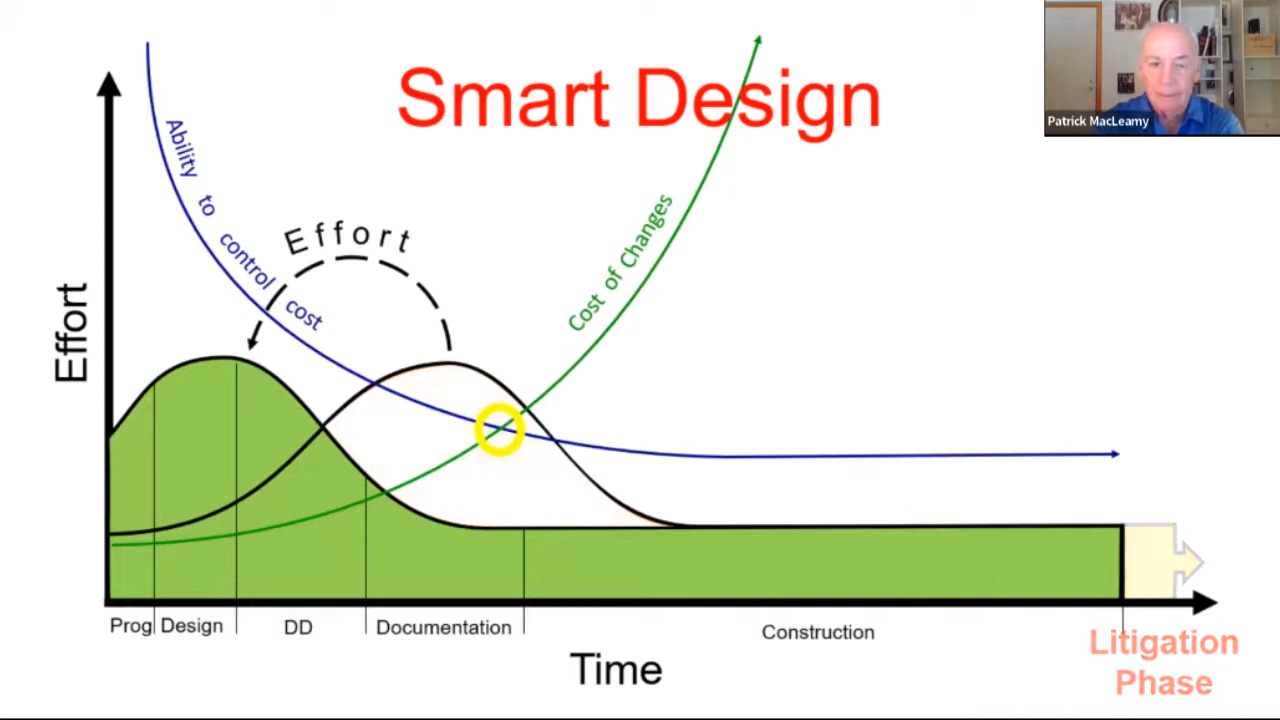 Smart Design
Patrick MacLeamy
Ability to control cost
Effort
Cost of Changes
Effort
Prog
Design
DD
Documentation
Construction
Time
Litigation
Phase